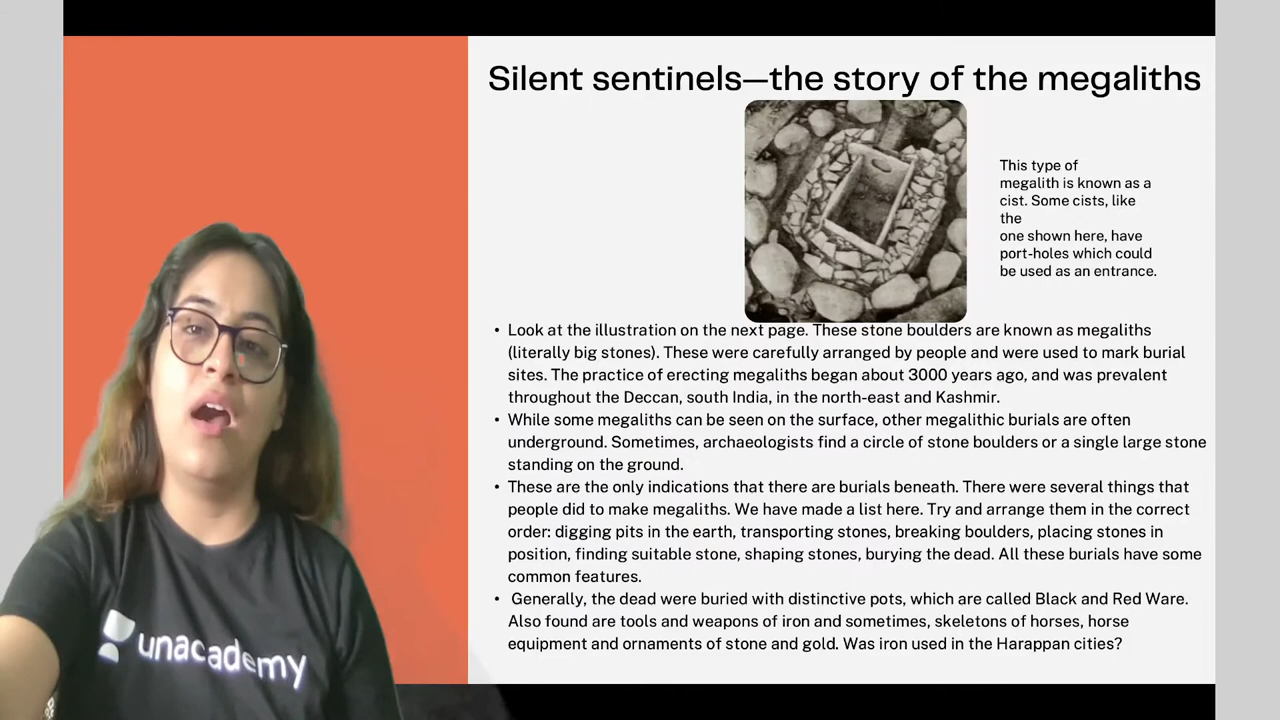 Silent sentinels—the story of the megaliths
This type of
megalith is known as a
cist. Some cists, like
the
one shown here, have
port-holes which could
be used as an entrance.
• Look at the illustration on the next page. These stone boulders are known as megaliths
(literally big stones). These were carefully arranged by people and were used to mark burial
sites. The practice of erecting megaliths began about 3000 years ago, and was prevalent
throughout the Deccan, south India, in the north-east and Kashmir.
• While some megaliths can be seen on the surface, other megalithic burials are often
underground. Sometimes, archaeologists find a circle of stone boulders or a single large stone
standing on the ground.
• These are the only indications that there are burials beneath. There were several things that
people did to make megaliths. We have made a list here. Try and arrange them in the correct
order: digging pits in the earth, transporting stones, breaking boulders, placing stones in
position, finding suitable stone, shaping stones, burying the dead. All these burials have some
common features.
• Generally, the dead were buried with distinctive pots, which are called Black and Red Ware.
Also found are tools and weapons of iron and sometimes, skeletons of horses, horse
equipment and ornaments of stone and gold. Was iron used in the Harappan cities?
unacademy